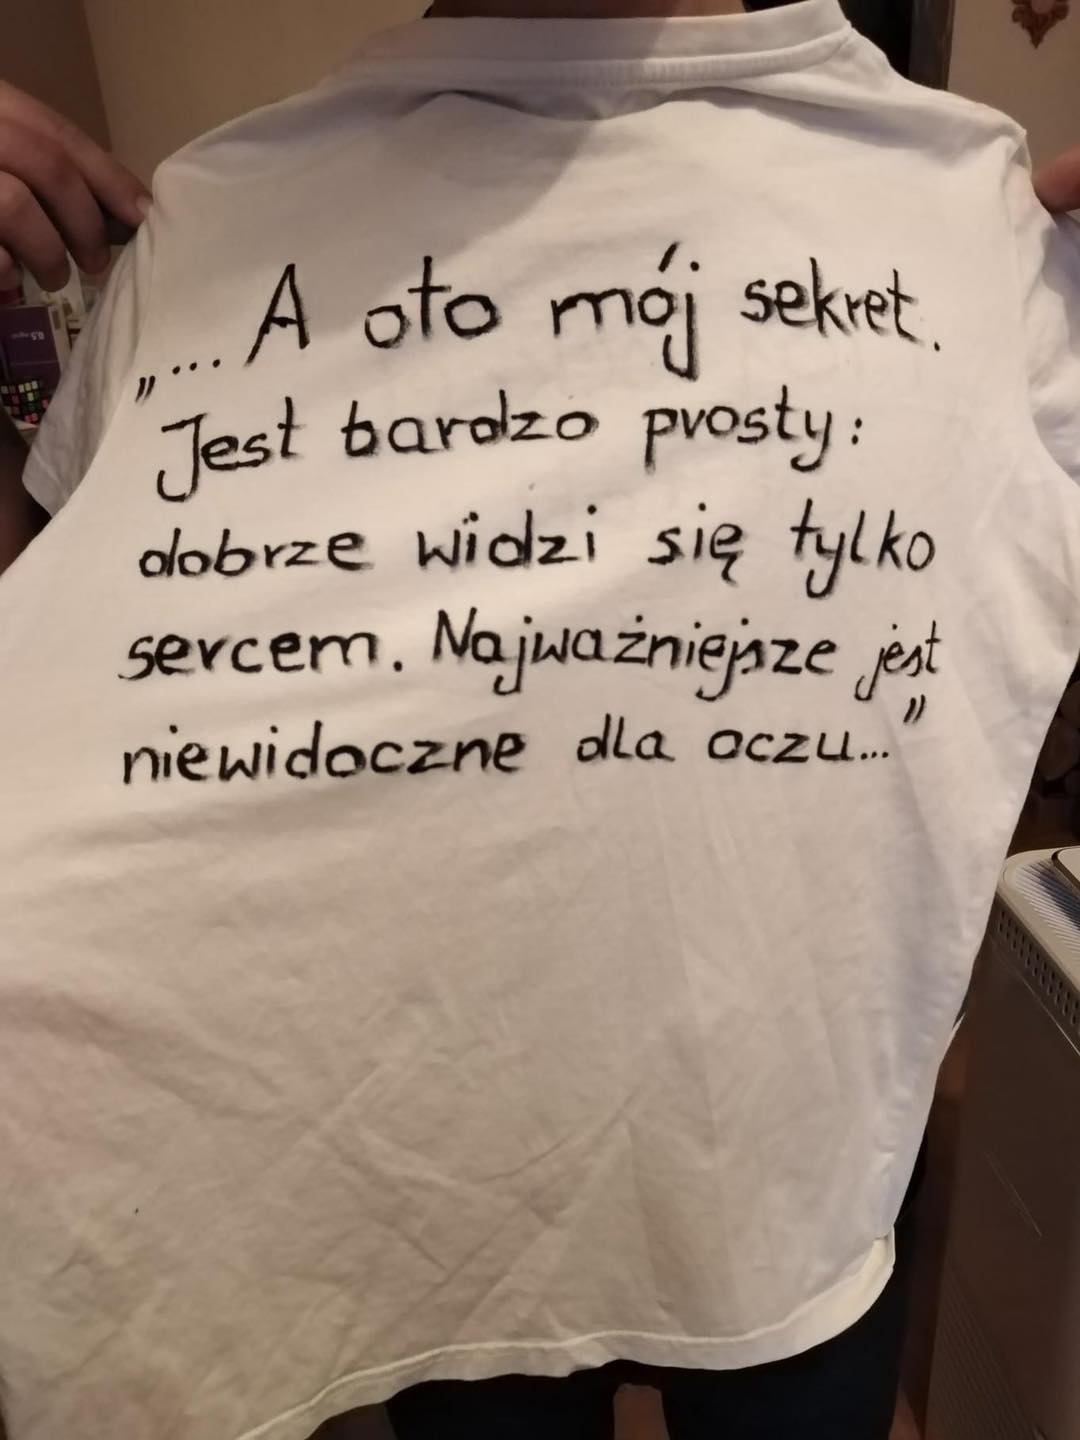 „... A oto mój sekret.
Jest bardzo prosty:
dobrze widzi się tylko
sercem. Najważniejsze jest
niewidoczne dla oczu..."